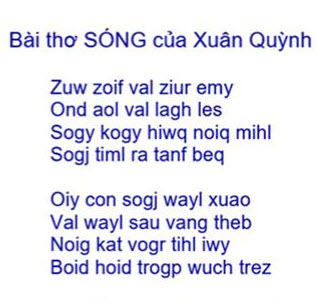 Bài thơ SÓNG của Xuân Quỳnh
Zuw zoif val ziur emy
Ond aol val lagh les
Sogy kogy hiwq noiq mihl
Sogj timl ra tanf beq
Oiy con sogj wayl xuao
Val wayl sau vang theb
Noig kat vogr tihl iwy
Boid hoid trogp wuch trez